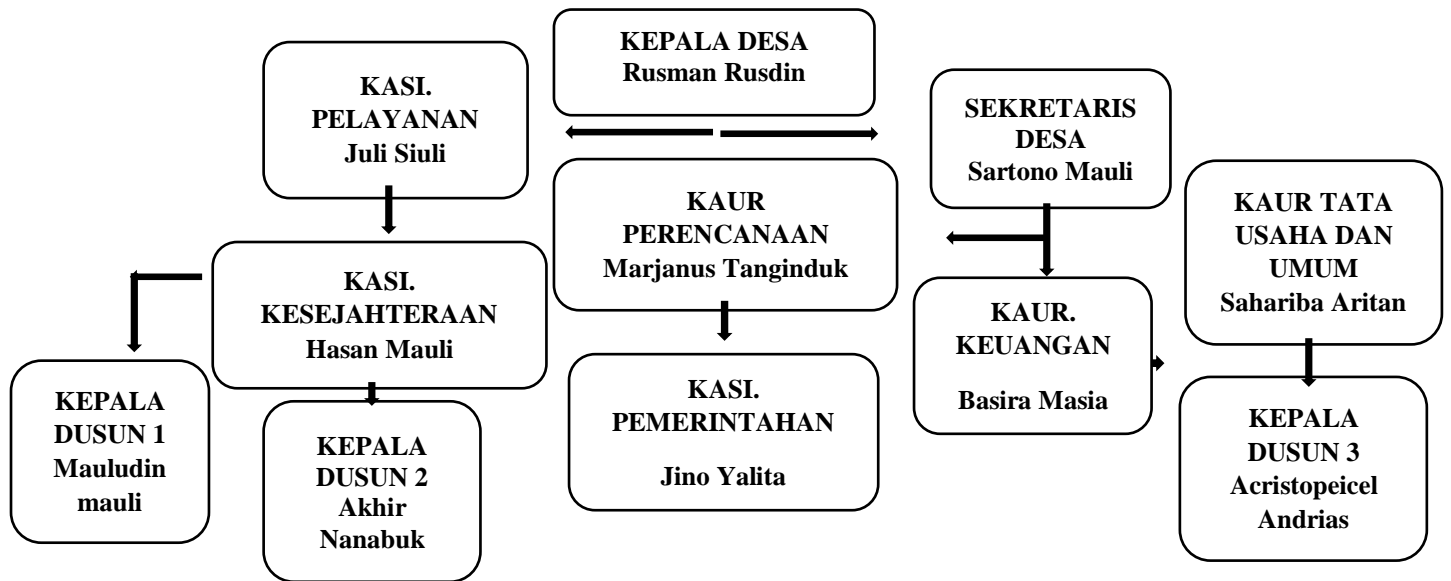 KEPALA DESA
Rusman Rusdin
KASI.
PELAYANAN
Juli Siuli
SEKRETARIS
DESA
Sartono Mauli
KAUR
PERENCANAAN
Marjanus Tanginduk
KAUR TATA
USAHA DAN
UMUM
Sahariba Aritan
KASI.
KESEJAHTERAAN
Hasan Mauli
KAUR.
KEUANGAN
Basira Masia
KEPALA
DUSUN 1
Mauludin
mauli
KEPALA
DUSUN 2
Akhir
Nanabuk
KASI.
PEMERINTAHAN
Jino Yalita
KEPALA
DUSUN 3
Acristopeicel
Andrias